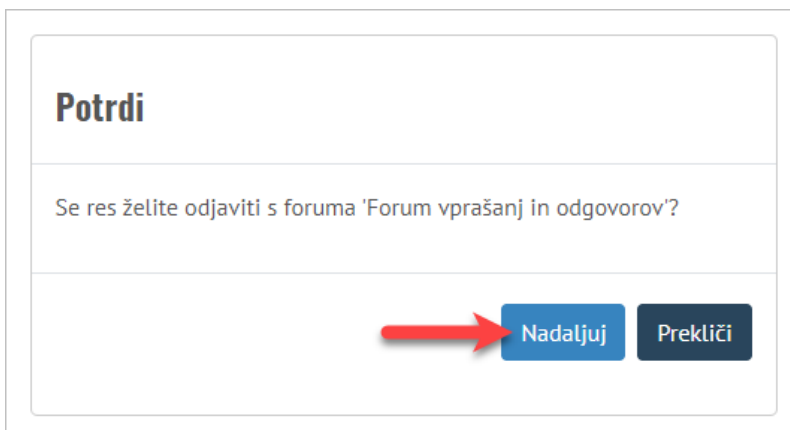 Potrdi
Se res želite odjaviti s foruma 'Forum vprašanj in odgovorov'?
Nadaljuj Prekliči